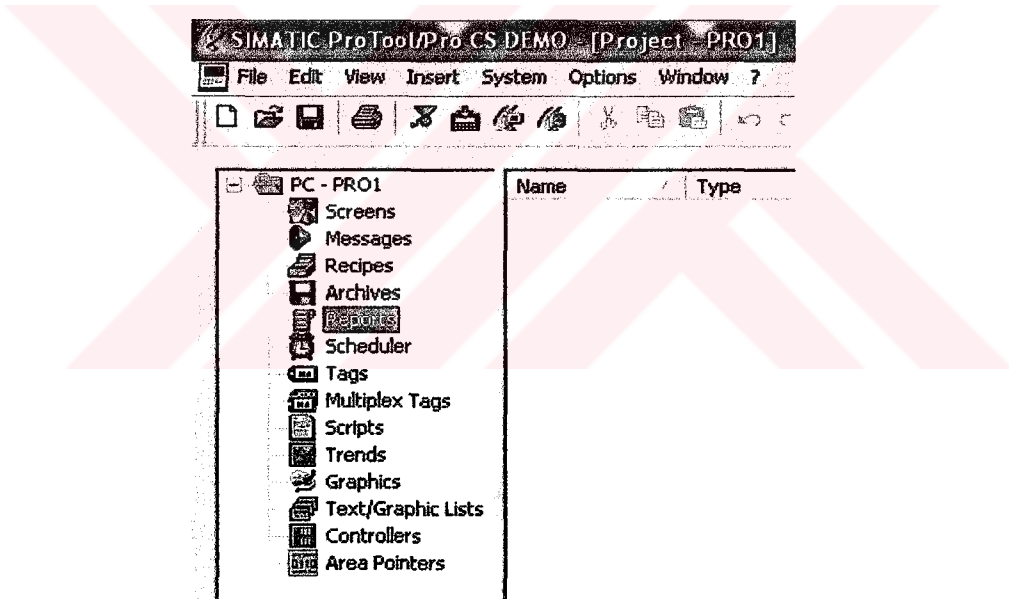 SIMATIC ProTool/Pro CS DEMO - [Project - PRO1]
File Edit View Insert System Options Window ?
PC - PRO1
Name / Type
Screens
Messages
Recipes
Archives
Reports
Scheduler
Tags
Multiplex Tags
Scripts
Trends
Graphics
Text/Graphic Lists
Controllers
Area Pointers